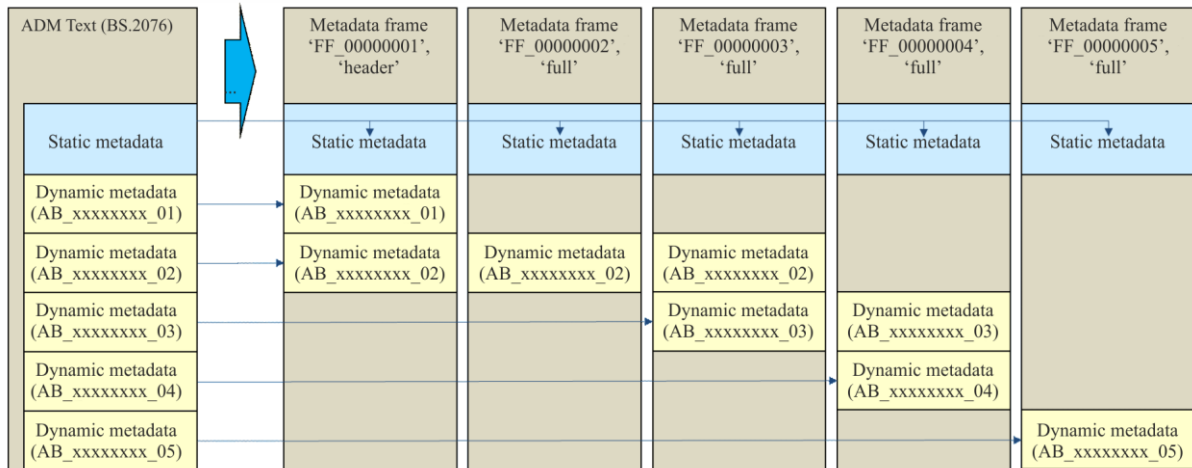 ADM Text (BS.2076)
...
Metadata frame
‘FF_00000001’,
‘header’
Metadata frame
‘FF_00000002’,
‘full’
Metadata frame
‘FF_00000003’,
‘full’
Metadata frame
‘FF_00000004’,
‘full’
Metadata frame
‘FF_00000005’,
‘full’
Static metadata
Static metadata
Static metadata
Static metadata
Static metadata
Static metadata
Dynamic metadata
(AB_xxxxxxxx_01)
Dynamic metadata
(AB_xxxxxxxx_01)
Dynamic metadata
(AB_xxxxxxxx_02)
Dynamic metadata
(AB_xxxxxxxx_02)
Dynamic metadata
(AB_xxxxxxxx_02)
Dynamic metadata
(AB_xxxxxxxx_02)
Dynamic metadata
(AB_xxxxxxxx_03)
Dynamic metadata
(AB_xxxxxxxx_03)
Dynamic metadata
(AB_xxxxxxxx_03)
Dynamic metadata
(AB_xxxxxxxx_04)
Dynamic metadata
(AB_xxxxxxxx_04)
Dynamic metadata
(AB_xxxxxxxx_05)
Dynamic metadata
(AB_xxxxxxxx_05)